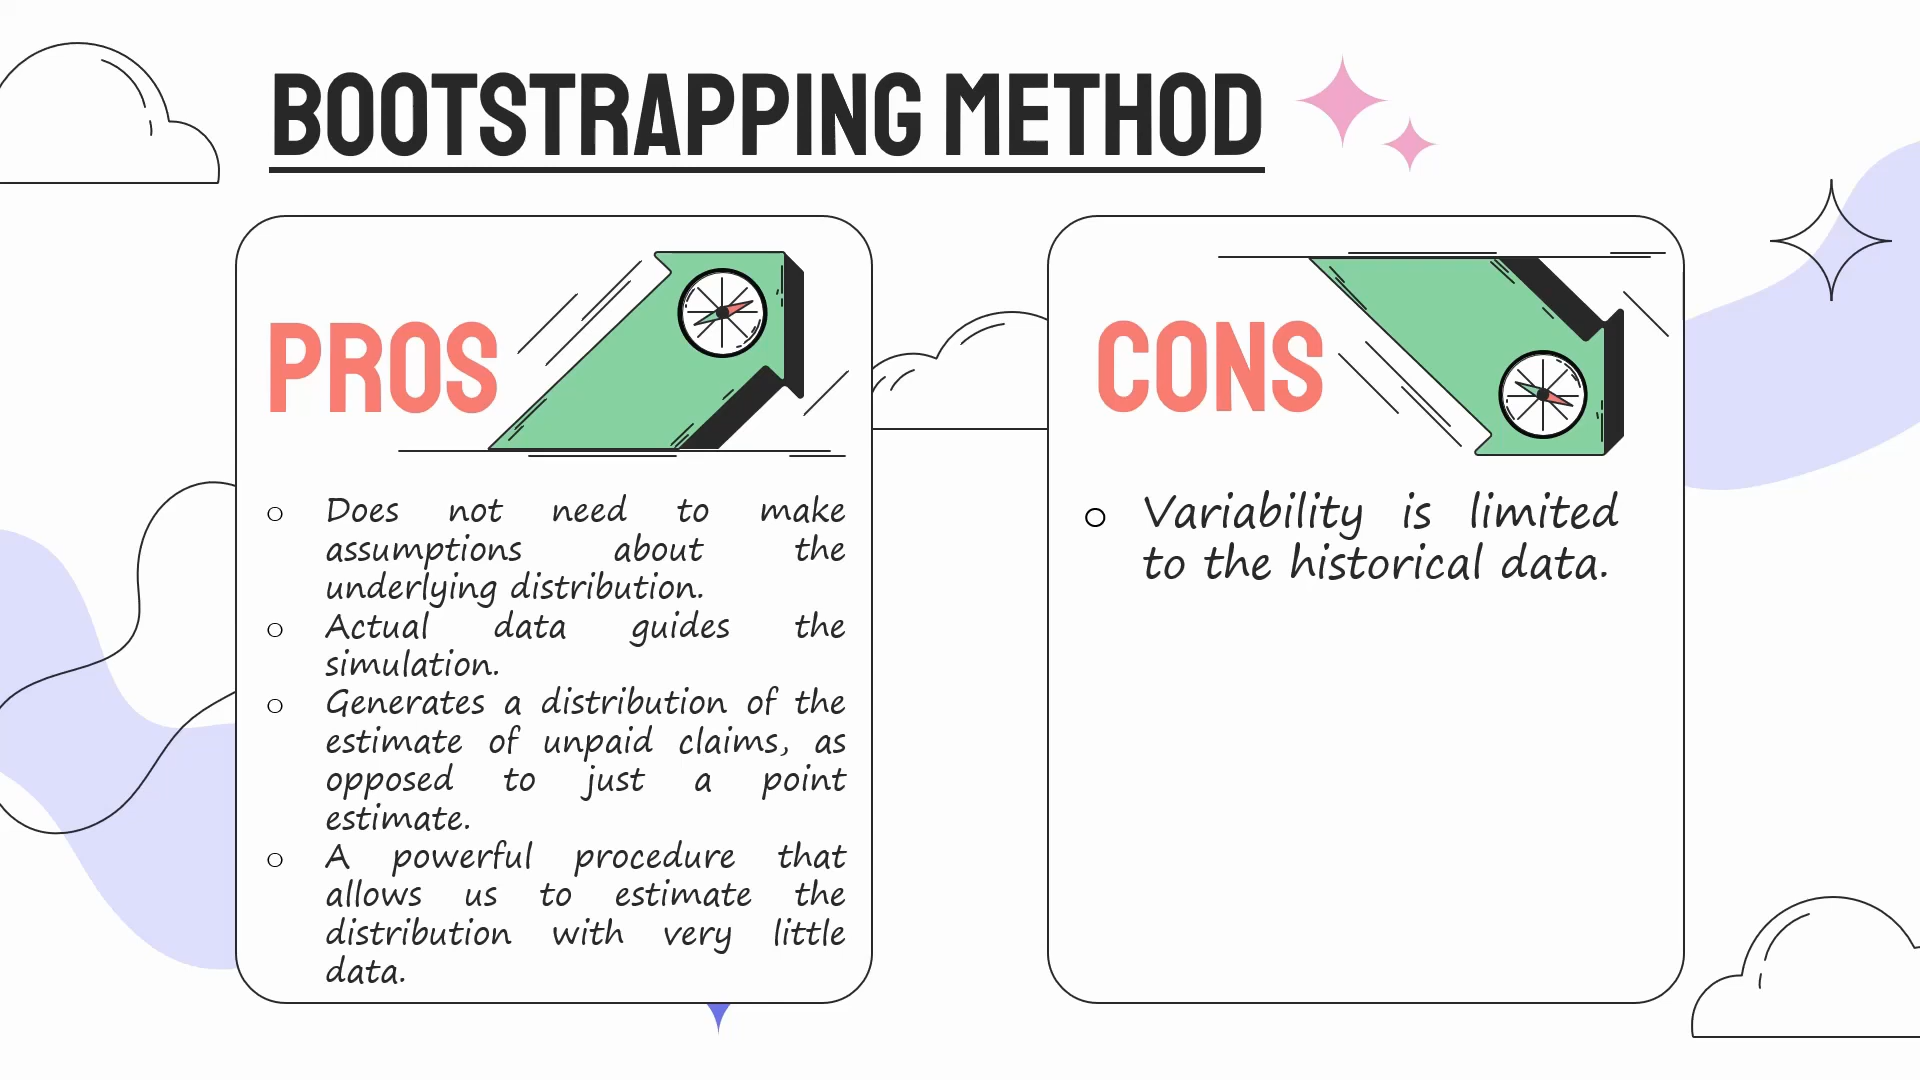 BOOTSTRAPPING METHOD
PROS
○ Does not need to make
assumptions about the
underlying distribution.
○ Actual data guides the
simulation.
○ Generates a distribution of the
estimate of unpaid claims, as
opposed to just a point
estimate.
○ A powerful procedure that
allows us to estimate the
distribution with very little
data.
CONS
○ Variability is limited
to the historical data.